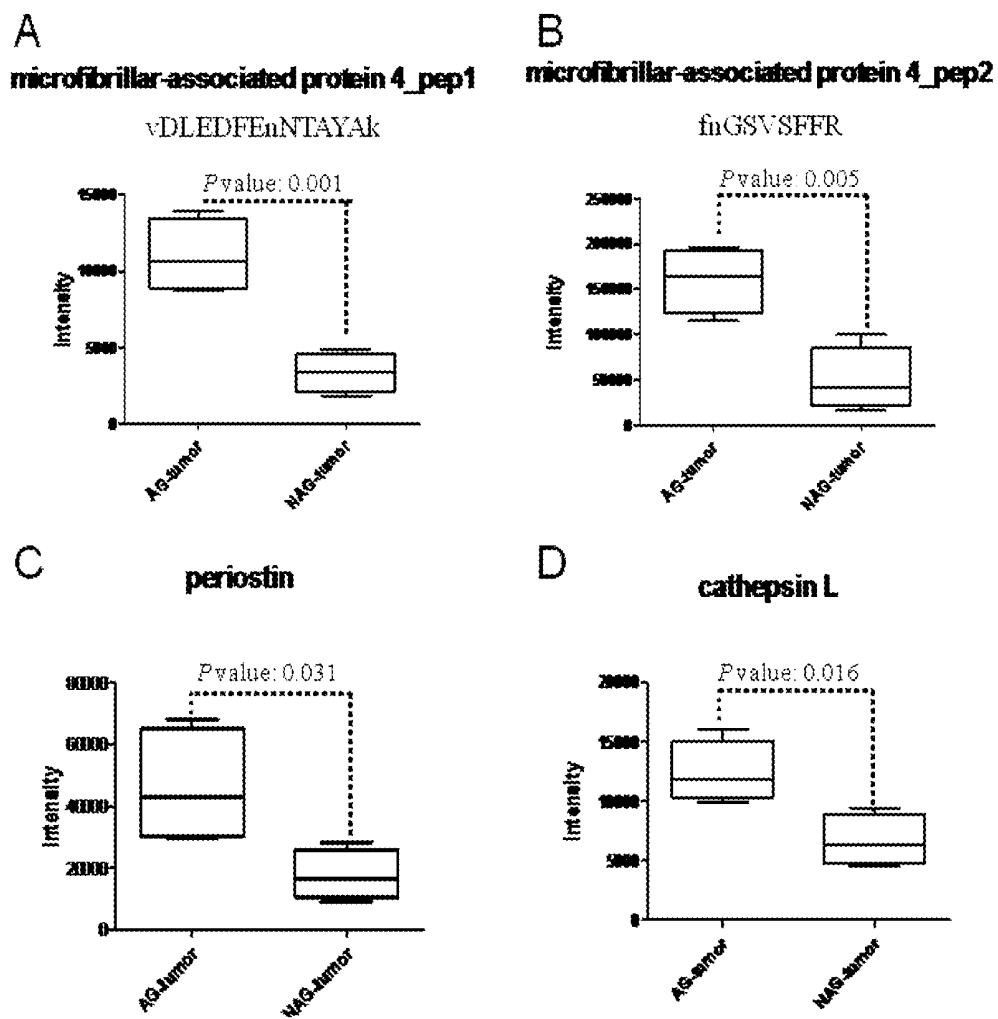 A
microfibrillar-associated protein 4_pep1
vDLEDFEnNTAYAk
P value: 0.001
15000
10000
5000
0
Intensity
AG-tumor
NAG-tumor
B
microfibrillar-associated protein 4_pep2
fnGSVSFFR
P value: 0.005
250000
200000
150000
100000
50000
0
Intensity
AG-tumor
NAG-tumor
C
periostin
P value: 0.031
80000
60000
40000
20000
0
Intensity
AG-tumor
NAG-tumor
D
cathepsin L
P value: 0.016
20000
15000
10000
5000
0
Intensity
AG-tumor
NAG-tumor